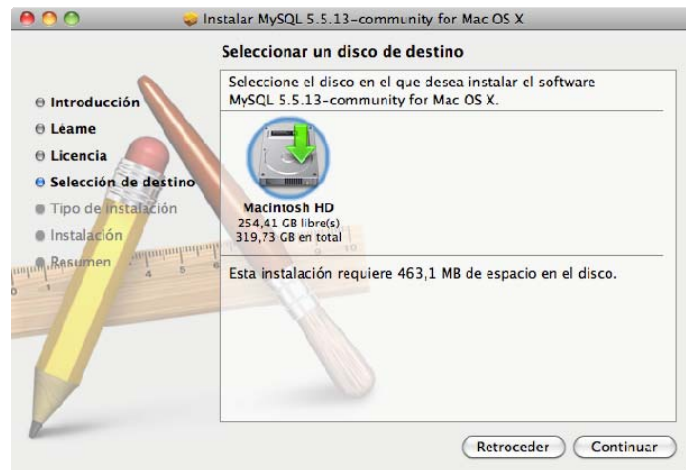 Instalar MySQL 5.5.13-community for Mac OS X
Seleccionar un disco de destino
Introducción
Léame
Licencia
Selección de destino
Tipo de instalación
Instalación
Resumen
Seleccione el disco en el que desea instalar el software
MySQL 5.5.13-community for Mac OS X.
Macintosh HD
254,41 GB libre(s)
319,73 GB en total
Esta instalación requiere 463,1 MB de espacio en el disco.
Retroceder
Continuar